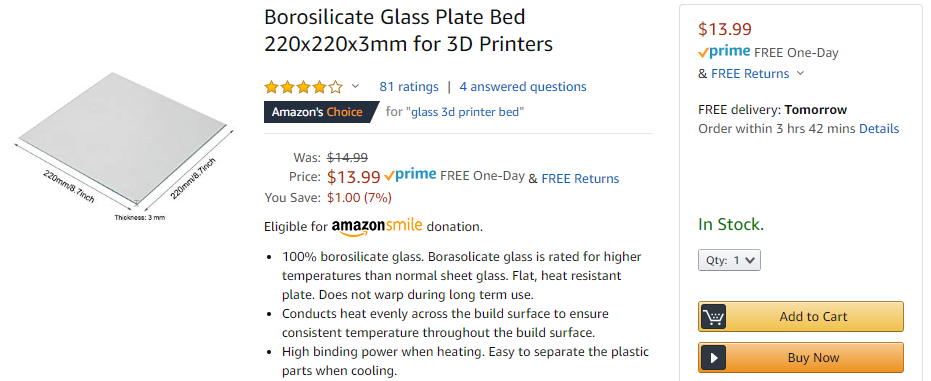 Borosilicate Glass Plate Bed
220x220x3mm for 3D Printers
81 ratings | 4 answered questions
Amazon's Choice for "glass 3d printer bed"
Was: $14.99
Price: $13.99 prime FREE One-Day & FREE Returns
You Save: $1.00 (7%)
Eligible for amazonsmile donation.
• 100% borosilicate glass. Borasolicate glass is rated for higher
temperatures than normal sheet glass. Flat, heat resistant
plate. Does not warp during long term use.
• Conducts heat evenly across the build surface to ensure
consistent temperature throughout the build surface.
• High binding power when heating. Easy to separate the plastic
parts when cooling.
220mm/8.7inch
220mm/8.7inch
Thickness: 3 mm
$13.99
prime FREE One-Day
& FREE Returns
FREE delivery: Tomorrow
Order within 3 hrs 42 mins Details
In Stock.
Qty: 1
Add to Cart
Buy Now